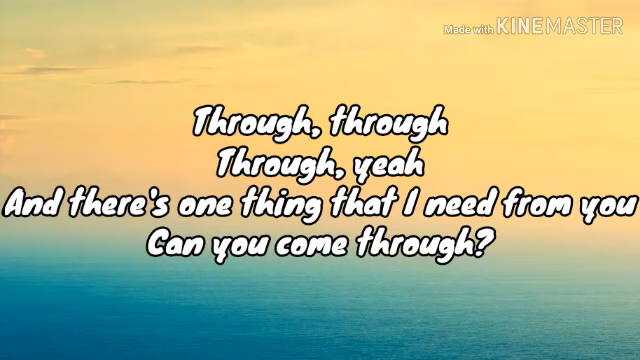 Made with KINEMASTER
Through, through
Through, yeah
And there's one thing that I need from you
Can you come through?